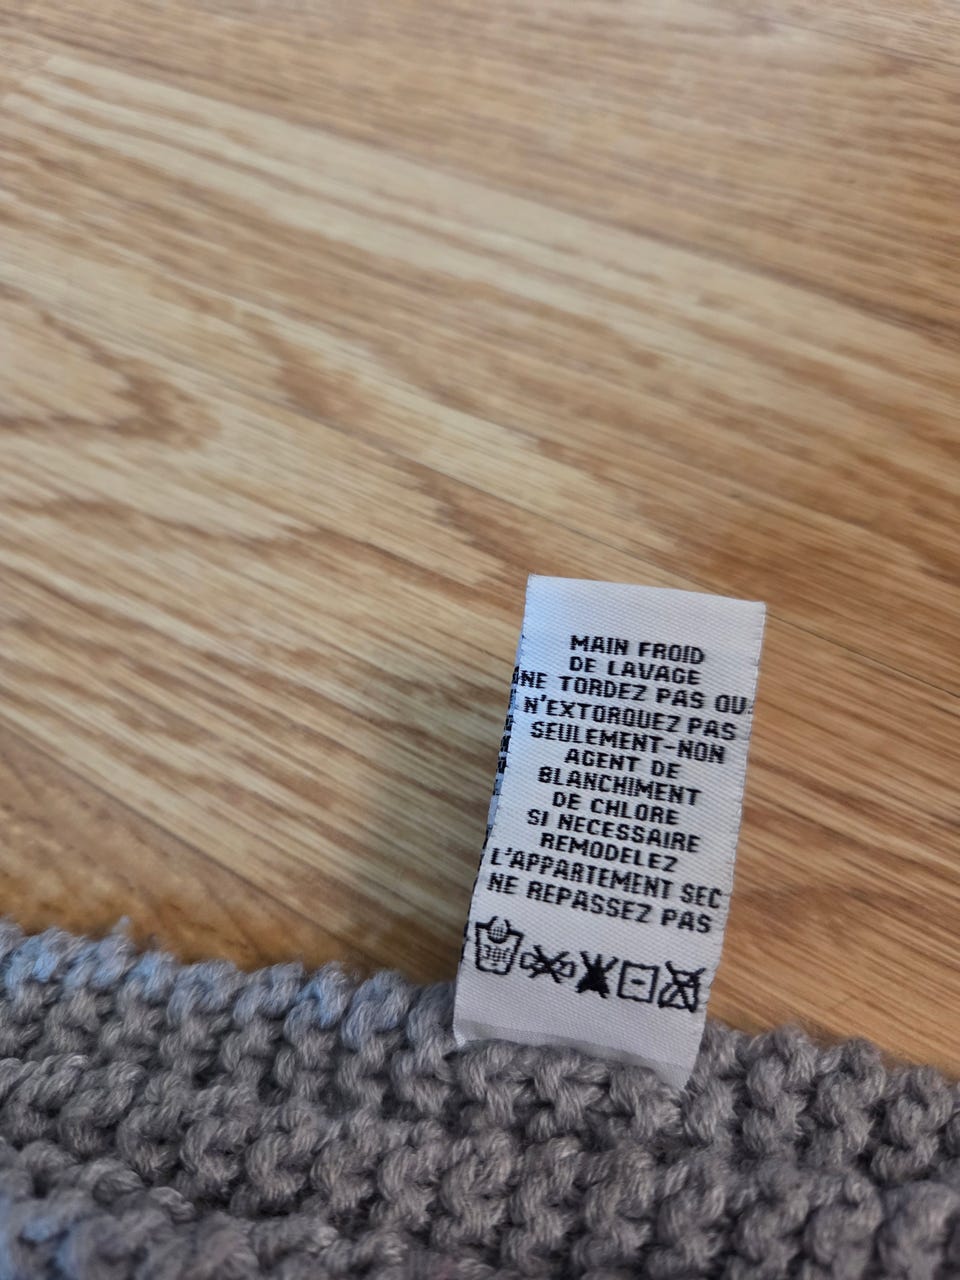 MAIN FROID
DE LAVAGE
NE TORDEZ PAS OU
N'EXTORQUEZ PAS
SEULEMENT-NON
AGENT DE
BLANCHIMENT
DE CHLORE
SI NECESSAIRE
REMODELEZ
L'APPARTEMENT SEC
NE REPASSEZ PAS